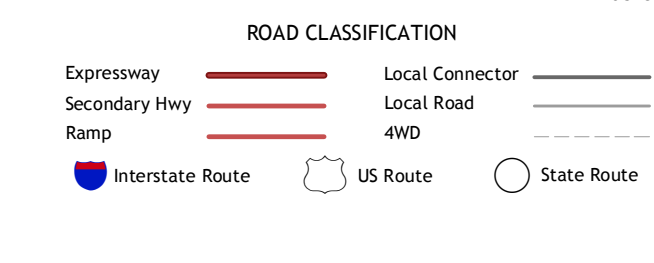 ROAD CLASSIFICATION
Expressway
Local Connector
Secondary Hwy
Local Road
Ramp
4WD
Interstate Route
US Route
State Route